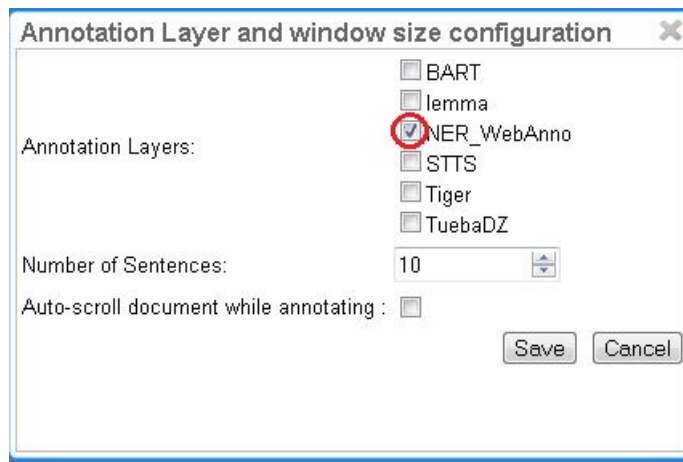 Annotation Layer and window size configuration
BART
lemma
Annotation Layers:
NER_WebAnno
STTS
Tiger
TuebaDZ
Number of Sentences: 10
Auto-scroll document while annotating :
Save Cancel